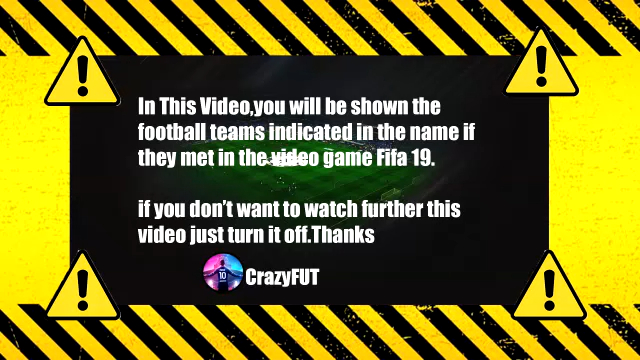 In This Video,you will be shown the
football teams indicated in the name if
they met in the video game Fifa 19.
if you don't want to watch further this
video just turn it off.Thanks
10
CrazyFUT